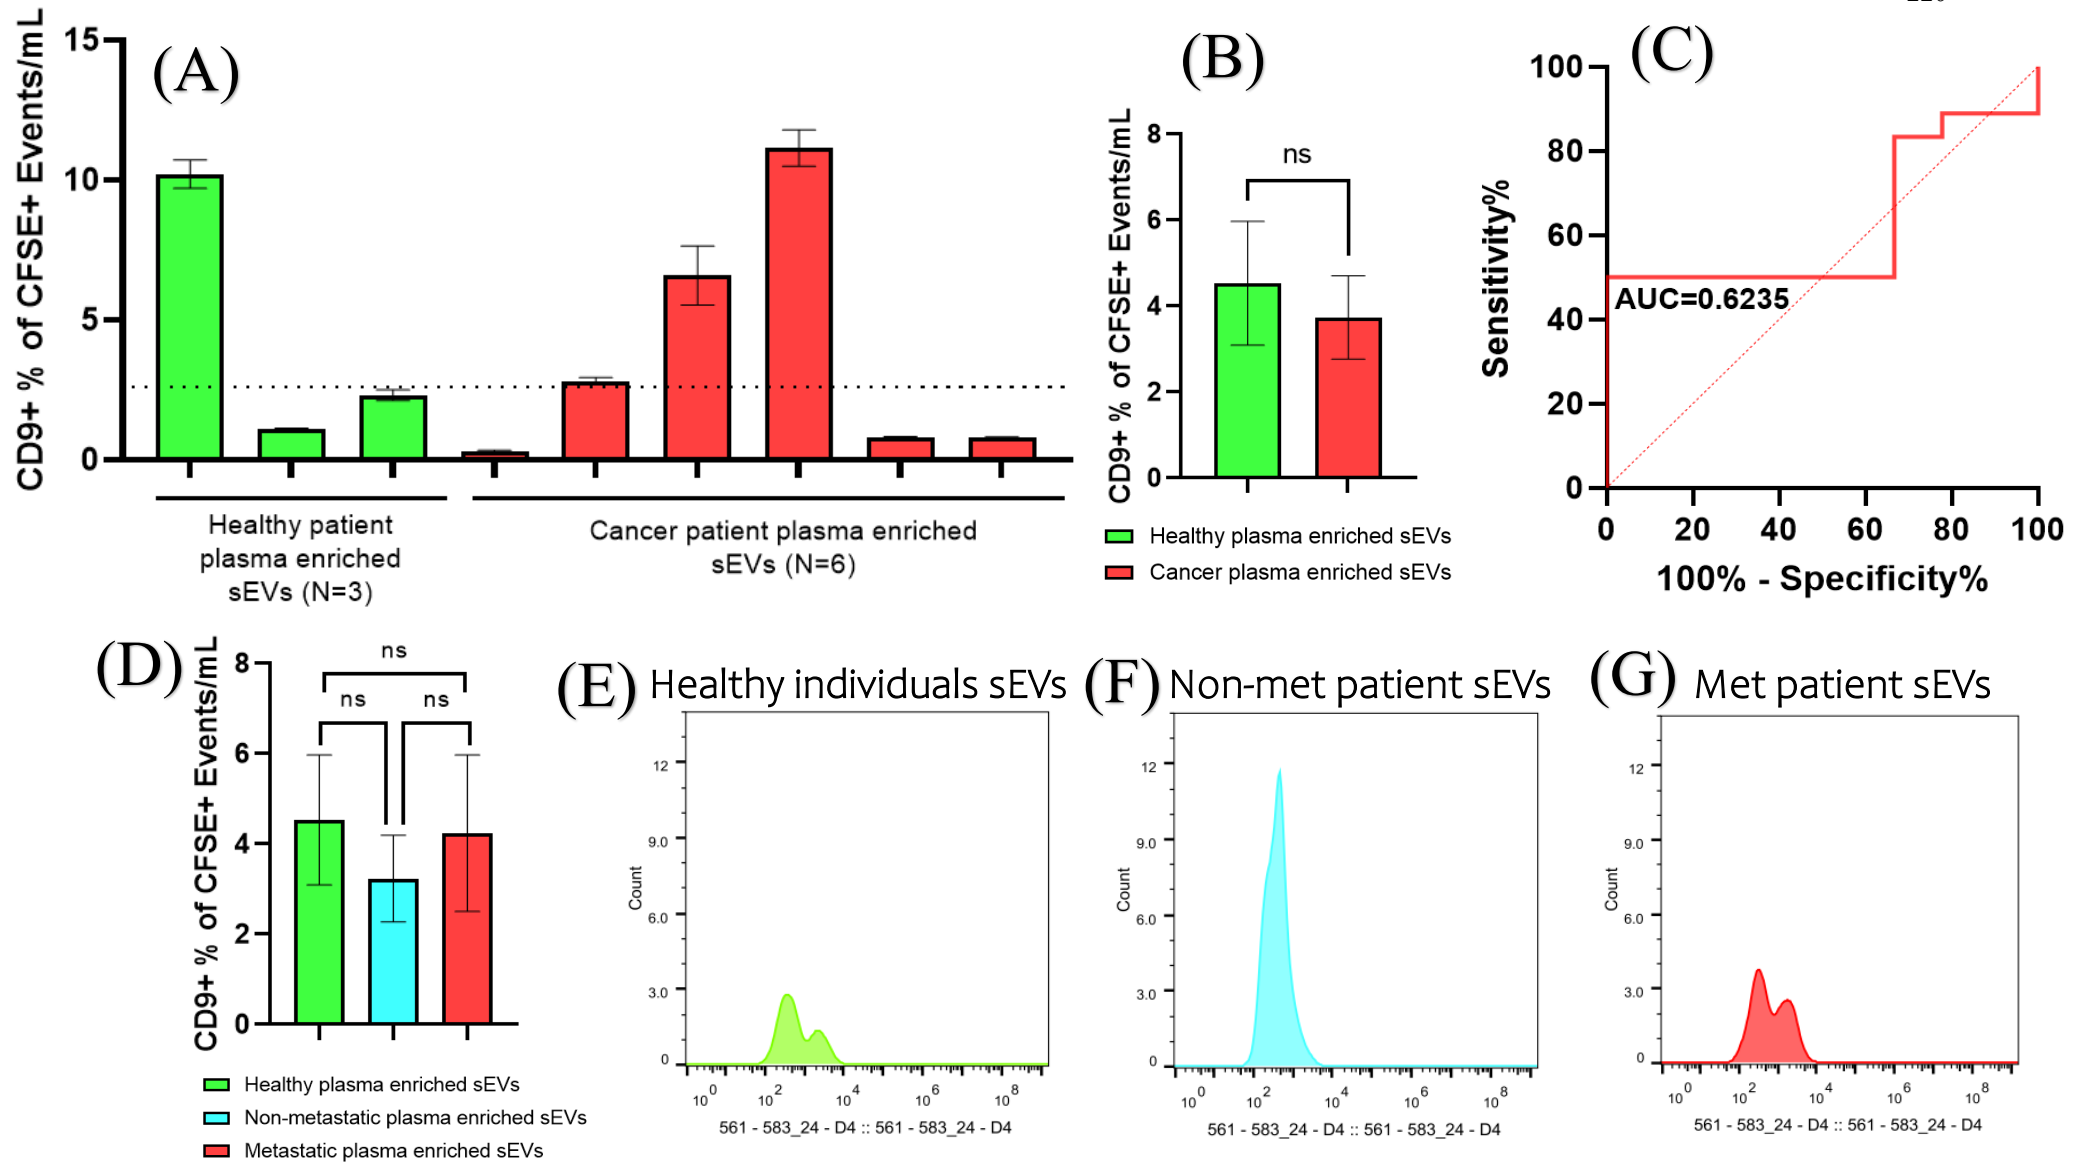 (A)
CD9+ % of CFSE+ Events/mL
15
10
5
0
Healthy patient
plasma enriched
sEVs (N=3)
Cancer patient plasma enriched
sEVs (N=6)
(B)
CD9+ % of CFSE+ Events/mL
8
6
4
2
0
ns
Healthy plasma enriched sEVs
Cancer plasma enriched sEVs
(C)
Sensitivity%
100
80
60
40
20
0
AUC=0.6235
0 20 40 60 80 100
100% - Specificity%
(D)
CD9+ % of CFSE+ Events/mL
8
6
4
2
0
ns
ns ns
Healthy plasma enriched sEVs
Non-metastatic plasma enriched sEVs
Metastatic plasma enriched sEVs
(E) Healthy individuals sEVs
Count
12
9.0
6.0
3.0
0
10^0 10^2 10^4 10^6 10^8
561 - 583_24 - D4 :: 561 - 583_24 - D4
(F) Non-met patient sEVs
Count
12
9.0
6.0
3.0
0
10^0 10^2 10^4 10^6 10^8
561 - 583_24 - D4 :: 561 - 583_24 - D4
(G) Met patient sEVs
Count
12
9.0
6.0
3.0
0
10^0 10^2 10^4 10^6 10^8
561 - 583_24 - D4 :: 561 - 583_24 - D4